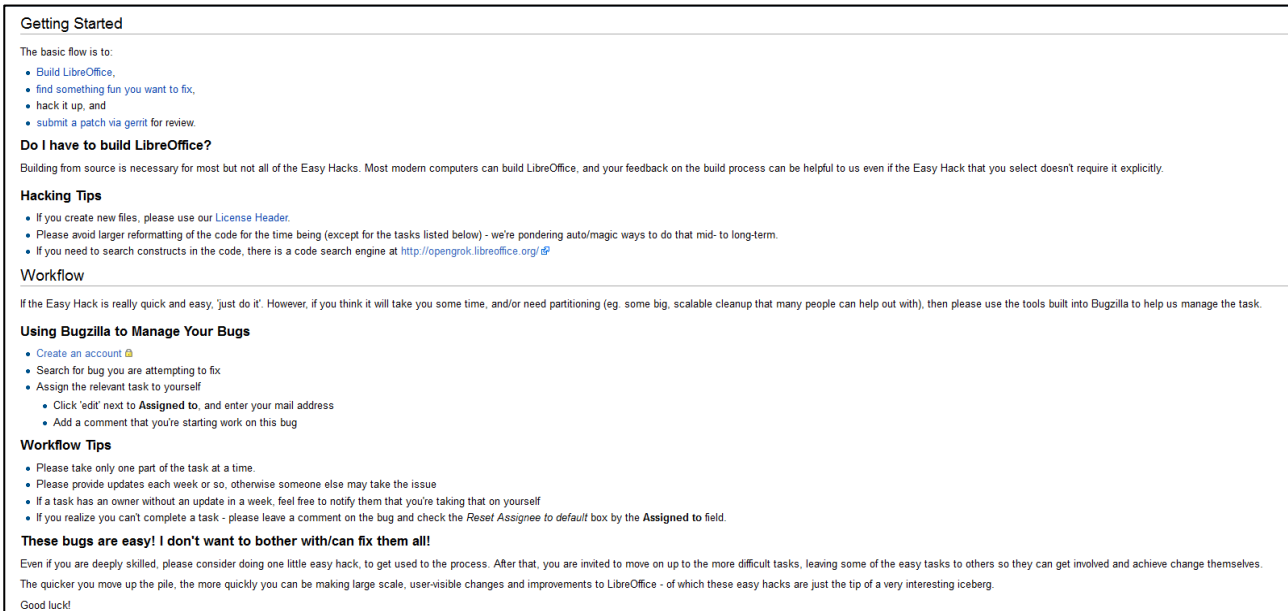 Getting Started
The basic flow is to:
Build LibreOffice,
find something fun you want to fix,
hack it up, and
submit a patch via gerrit for review.
Do I have to build LibreOffice?
Building from source is necessary for most but not all of the Easy Hacks. Most modern computers can build LibreOffice, and your feedback on the build process can be helpful to us even if the Easy Hack that you select doesn't require it explicitly.
Hacking Tips
If you create new files, please use our License Header.
Please avoid larger reformatting of the code for the time being (except for the tasks listed below) - we're pondering auto/magic ways to do that mid- to long-term.
If you need to search constructs in the code, there is a code search engine at http://opengrok.libreoffice.org/
Workflow
If the Easy Hack is really quick and easy, 'just do it'. However, if you think it will take you some time, and/or need partitioning (eg. some big, scalable cleanup that many people can help out with), then please use the tools built into Bugzilla to help us manage the task.
Using Bugzilla to Manage Your Bugs
Create an account
Search for bug you are attempting to fix
Assign the relevant task to yourself
Click 'edit' next to Assigned to, and enter your mail address
Add a comment that you're starting work on this bug
Workflow Tips
Please take only one part of the task at a time.
Please provide updates each week or so, otherwise someone else may take the issue
If a task has an owner without an update in a week, feel free to notify them that you're taking that on yourself
If you realize you can't complete a task - please leave a comment on the bug and check the Reset Assignee to default box by the Assigned to field.
These bugs are easy! I don't want to bother with/can fix them all!
Even if you are deeply skilled, please consider doing one little easy hack, to get used to the process. After that, you are invited to move on up to the more difficult tasks, leaving some of the easy tasks to others so they can get involved and achieve change themselves.
The quicker you move up the pile, the more quickly you can be making large scale, user-visible changes and improvements to LibreOffice - of which these easy hacks are just the tip of a very interesting iceberg.
Good luck!